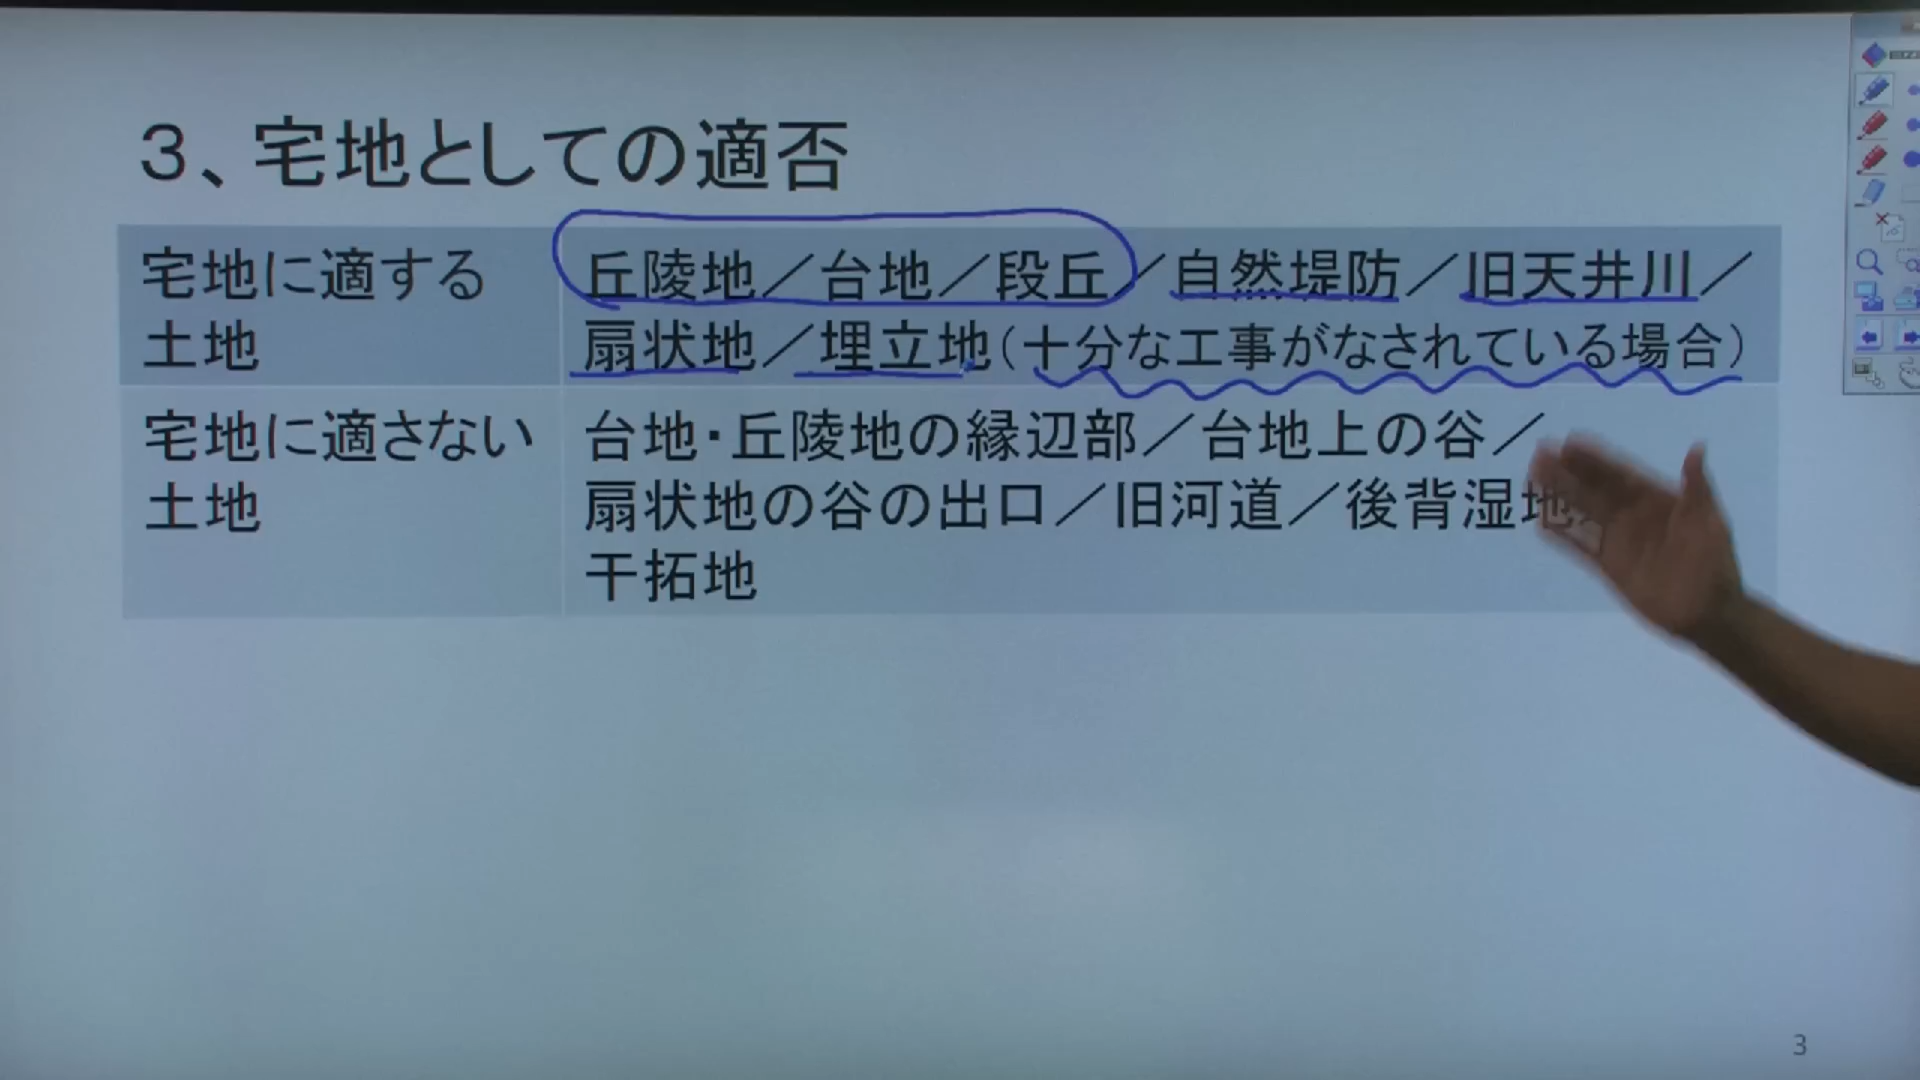 ３、宅地としての適否
宅地に適する
土地
丘陵地／台地／段丘／自然堤防／旧天井川／
扇状地／埋立地（十分な工事がなされている場合）
宅地に適さない
土地
台地・丘陵地の縁辺部／台地上の谷／
扇状地の谷の出口／旧河道／後背湿地
干拓地
3